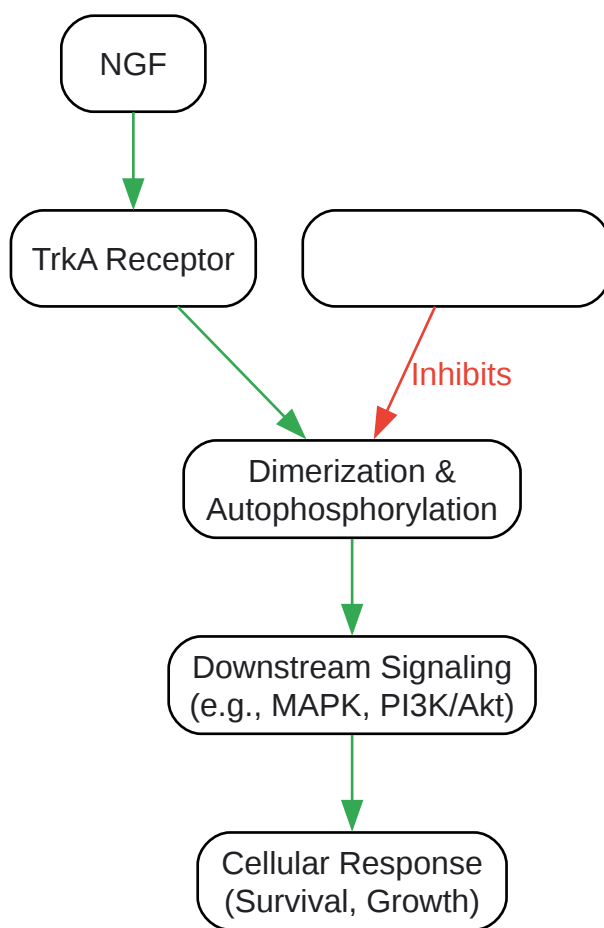 NGF
TrkA Receptor
Inhibits
Dimerization &
Autophosphorylation
Downstream Signaling
(e.g., MAPK, PI3K/Akt)
Cellular Response
(Survival, Growth)